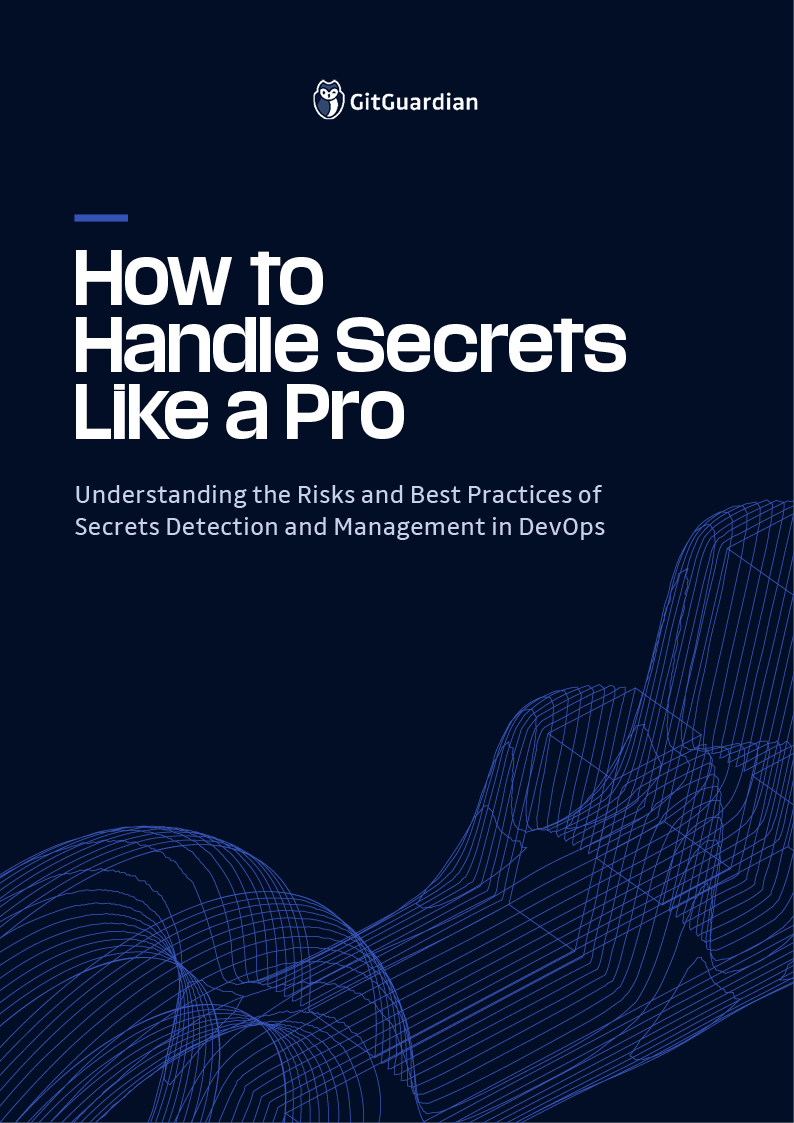 GitGuardian
How to
Handle Secrets
Like a Pro
Understanding the Risks and Best Practices of
Secrets Detection and Management in DevOps